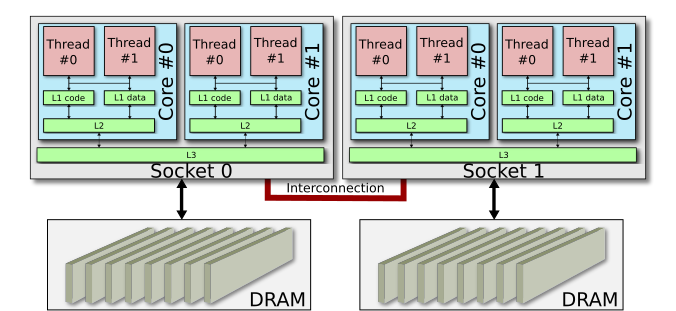 Thread
#0
Thread
#1
L1 code
L1 data
L2
Core #0
Thread
#0
Thread
#1
L1 code
L1 data
L2
Core #1
L3
Socket 0
Thread
#0
Thread
#1
L1 code
L1 data
L2
Core #0
Thread
#0
Thread
#1
L1 code
L1 data
L2
Core #1
L3
Socket 1
Interconnection
DRAM
DRAM